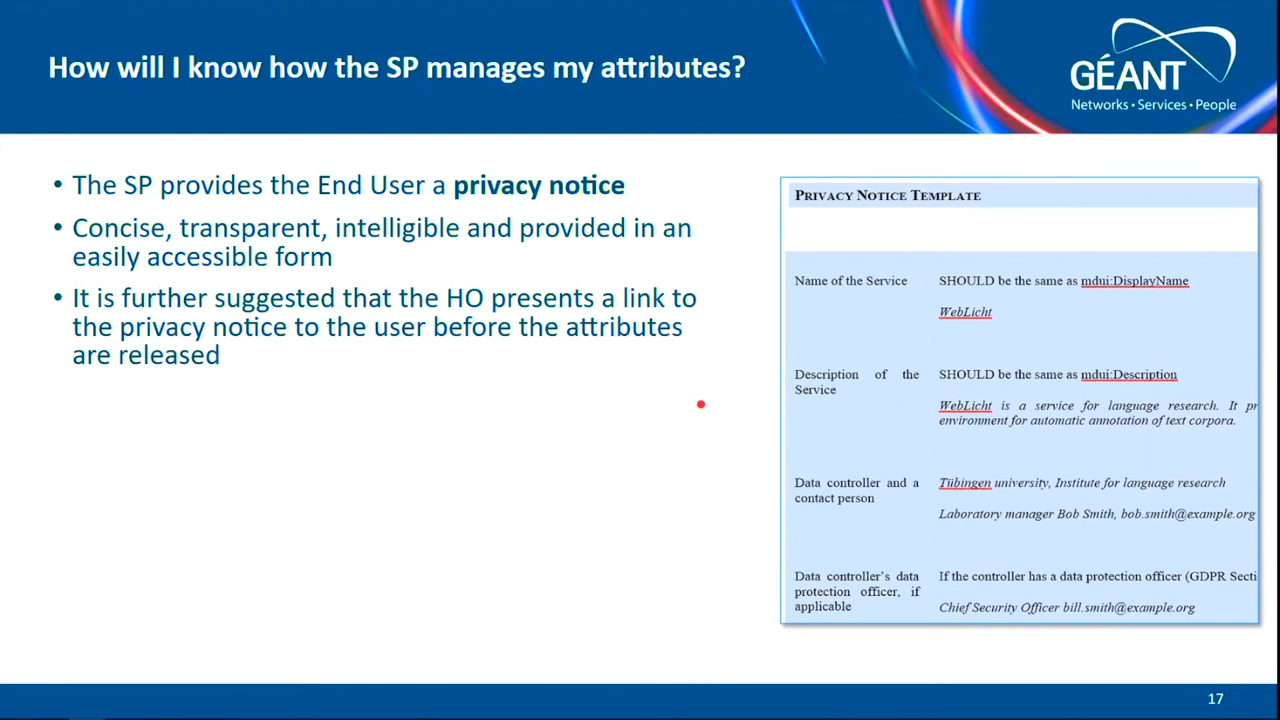 How will I know how the SP manages my attributes?
GÉANT
Networks • Services • People
• The SP provides the End User a privacy notice
• Concise, transparent, intelligible and provided in an
easily accessible form
• It is further suggested that the HO presents a link to
the privacy notice to the user before the attributes
are released
PRIVACY NOTICE TEMPLATE
Name of the Service
SHOULD be the same as mdui:DisplayName
WebLicht
Description of the
Service
SHOULD be the same as mdui:Description
WebLicht is a service for language research. It
environment for automatic annotation of text corpora.
Data controller and a
contact person
Tübingen university, Institute for language research
Laboratory manager Bob Smith, bob.smith@example.org
Data controller's data
protection officer, if
applicable
If the controller has a data protection officer (GDPR
Chief Security Officer bill.smith@example.org
17